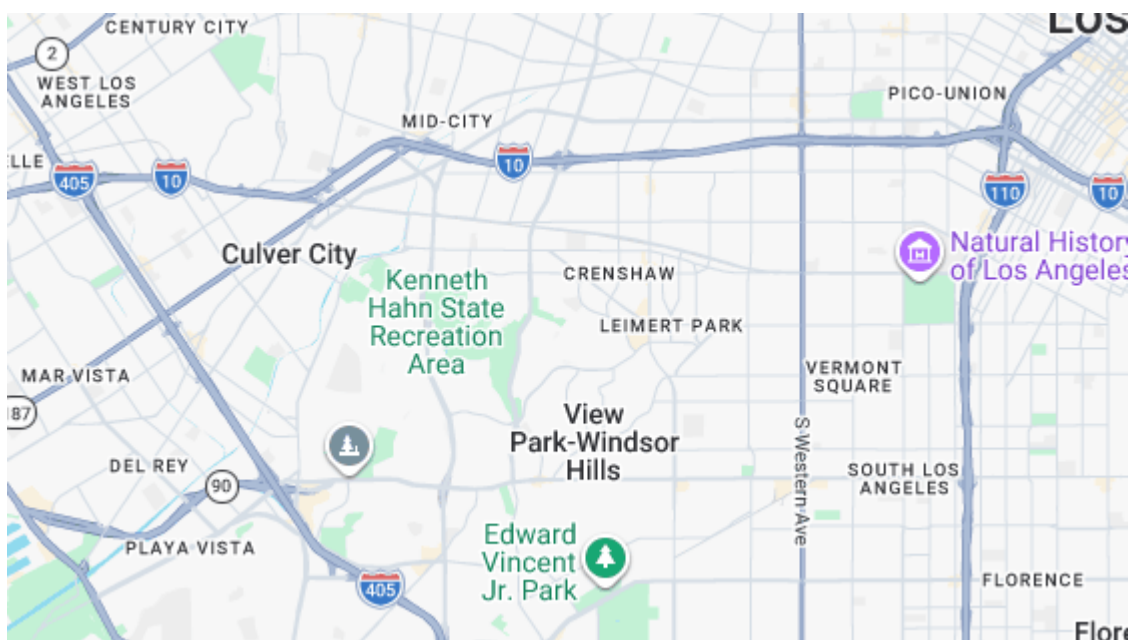 LOS
CENTURY CITY
2
WEST LOS
ANGELES
PICO-UNION
MID-CITY
ELLE
405
10
10
110
10
Culver City
Natural History
of Los Angeles
Kenneth
Hahn State
Recreation
Area
CRENSHAW
LEIMERT PARK
MAR VISTA
VERMONT
SQUARE
187
View
Park-Windsor
Hills
S Western Ave
DEL REY
90
SOUTH LOS
ANGELES
PLAYA VISTA
Edward
Vincent
Jr. Park
405
FLORENCE
Flore